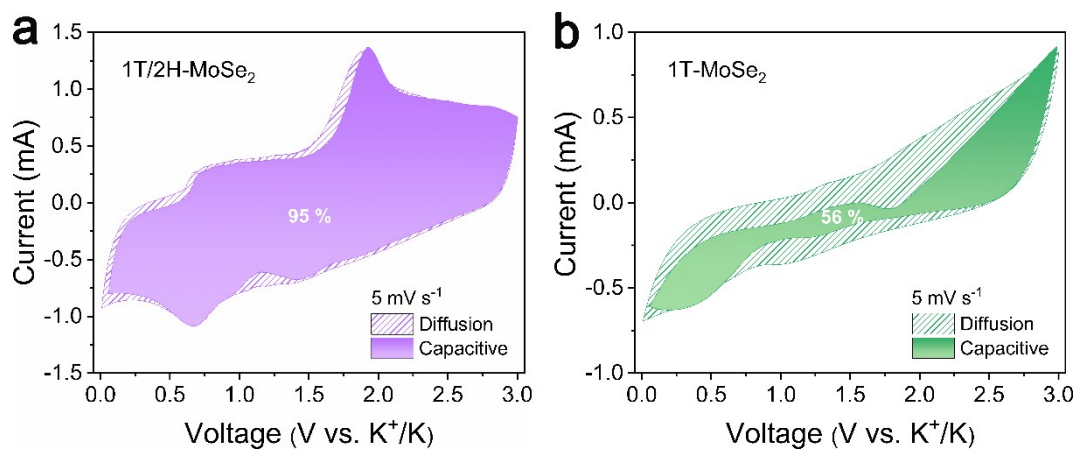 a
1T/2H-MoSe₂
95 %
5 mV s⁻¹
Diffusion
Capacitive
Current (mA)
1.5
1.0
0.5
0.0
-0.5
-1.0
-1.5
0.0 0.5 1.0 1.5 2.0 2.5 3.0
Voltage (V vs. K⁺/K)
b
1T-MoSe₂
56 %
5 mV s⁻¹
Diffusion
Capacitive
Current (mA)
1.0
0.5
0.0
-0.5
-1.0
0.0 0.5 1.0 1.5 2.0 2.5 3.0
Voltage (V vs. K⁺/K)